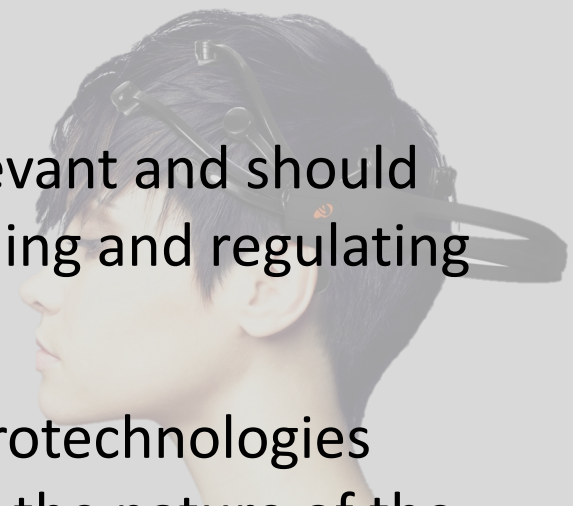 evant and should
ing and regulating
rotechnologies
the nature of the